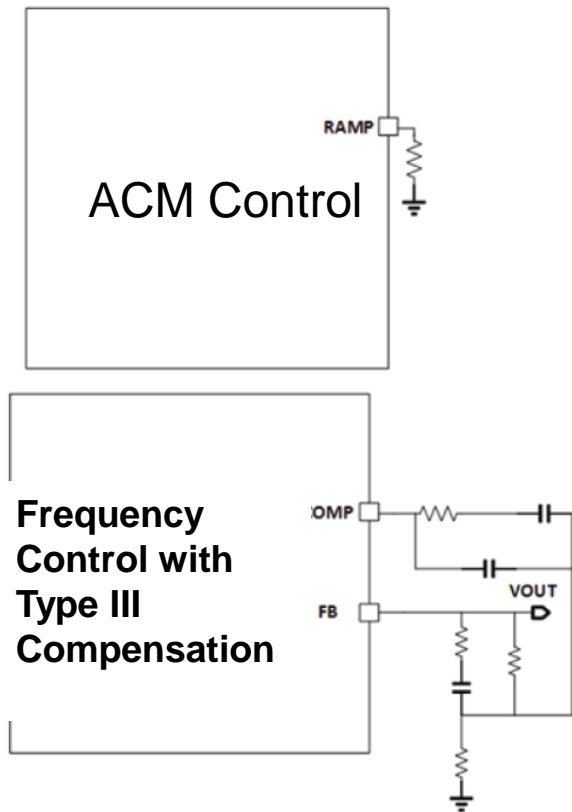 RAMP
ACM Control
Frequency
Control with
Type III
Compensation
OMP
VOUT
FB